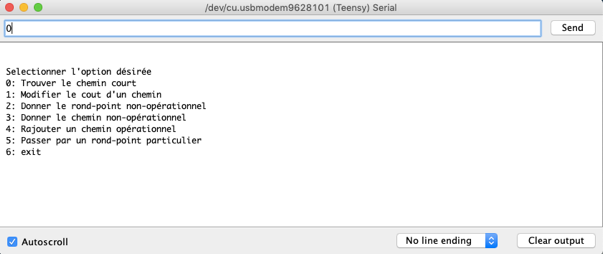 /dev/cu.usbmodem9628101 (Teensy) Serial
0
Send
Selectionner l'option désirée
0: Trouver le chemin court
1: Modifier le cout d'un chemin
2: Donner le rond-point non-opérationnel
3: Donner le chemin non-opérationnel
4: Rajouter un chemin opérationnel
5: Passer par un rond-point particulier
6: exit
Autoscroll
No line ending
Clear output